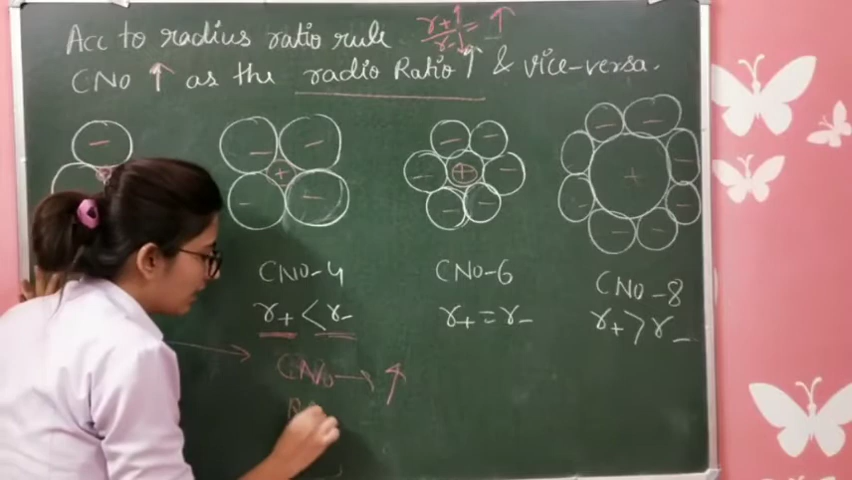 Acc to radius ratio rule r+↑/r-↓ = ↑
CNO ↑ as the radio Ratio ↑ & vice-versa.
CNO-4
CNO-6
CNO-8
r+ < r-
r+ = r-
r+ > r-
CNo → ↑